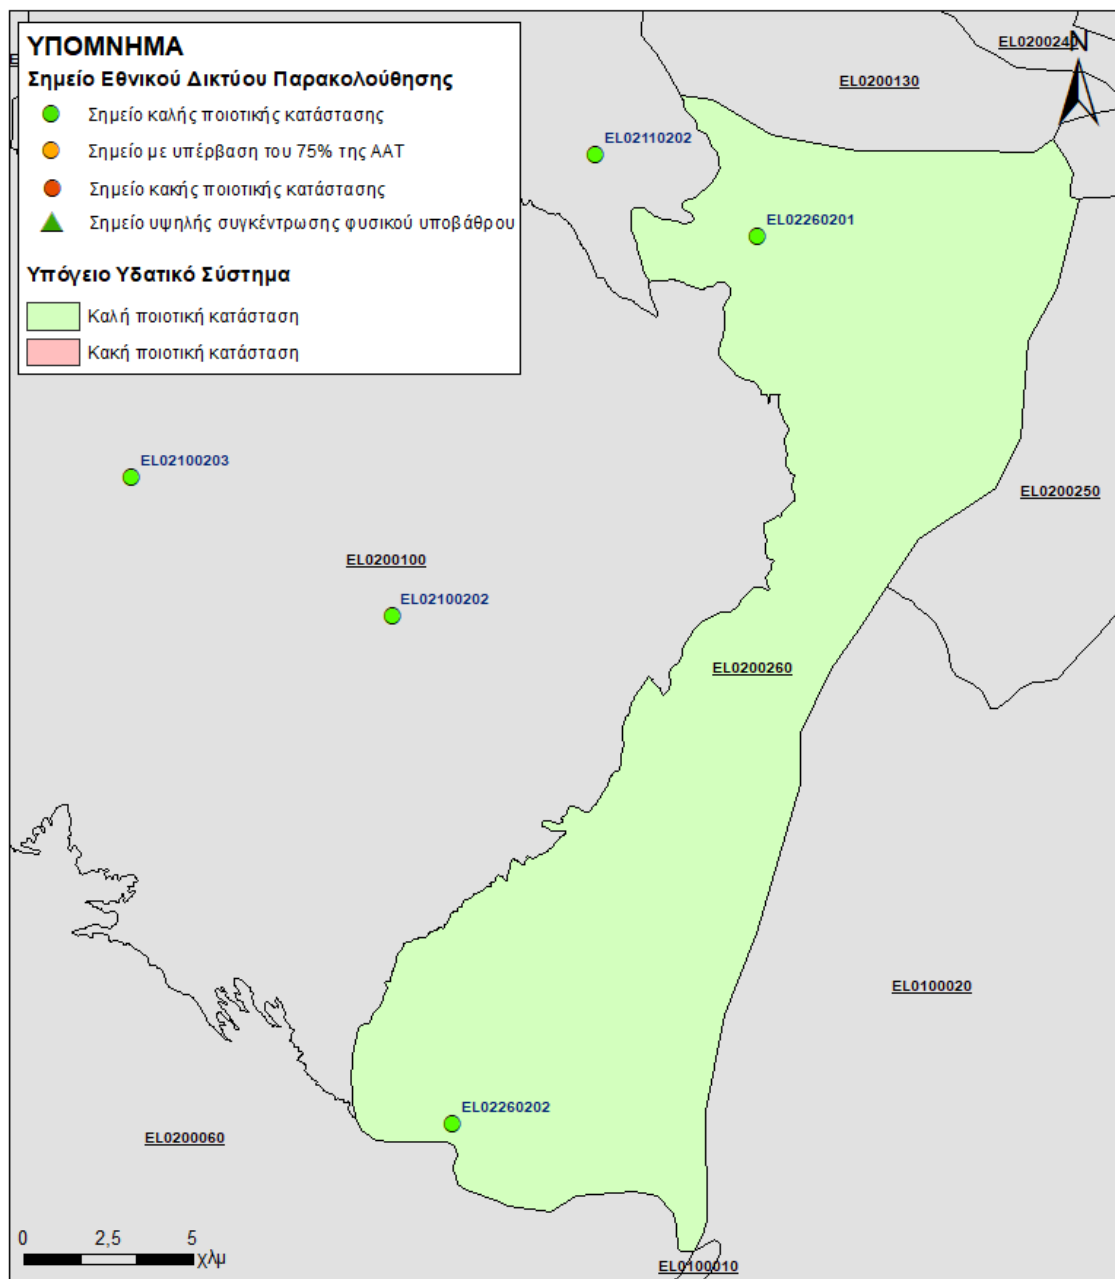 ΥΠΟΜΝΗΜΑ
Σημείο Εθνικού Δικτύου Παρακολούθησης
Σημείο καλής ποιοτικής κατάστασης
Σημείο με υπέρβαση του 75% της ΑΑΤ
Σημείο κακής ποιοτικής κατάστασης
Σημείο υψηλής συγκέντρωσης φυσικού υποβάθρου
Υπόγειο Υδατικό Σύστημα
Καλή ποιοτική κατάσταση
Κακή ποιοτική κατάσταση
N
EL0200240
EL0200130
EL02110202
EL02260201
EL02100203
EL0200250
EL0200100
EL02100202
EL0200260
EL0100020
EL02260202
EL0200060
0 2,5 5
χλμ
EL0100010